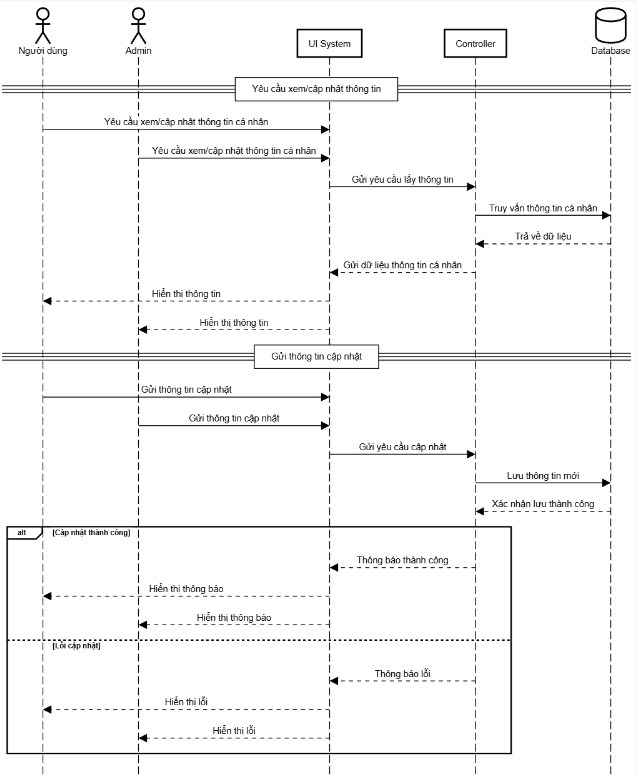 Người dùng
Admin
UI System
Controller
Database
Yêu cầu xem/cập nhật thông tin
Yêu cầu xem/cập nhật thông tin cá nhân
Yêu cầu xem/cập nhật thông tin cá nhân
Gửi yêu cầu lấy thông tin
Truy vấn thông tin cá nhân
Trả về dữ liệu
Gửi dữ liệu thông tin cá nhân
Hiển thị thông tin
Hiển thị thông tin
Gửi thông tin cập nhật
Gửi thông tin cập nhật
Gửi thông tin cập nhật
Gửi yêu cầu cập nhật
Lưu thông tin mới
Xác nhận lưu thành công
alt
[Cập nhật thành công]
Thông báo thành công
Hiển thị thông báo
Hiển thị thông báo
[Lỗi cập nhật]
Thông báo lỗi
Hiển thị lỗi
Hiển thị lỗi